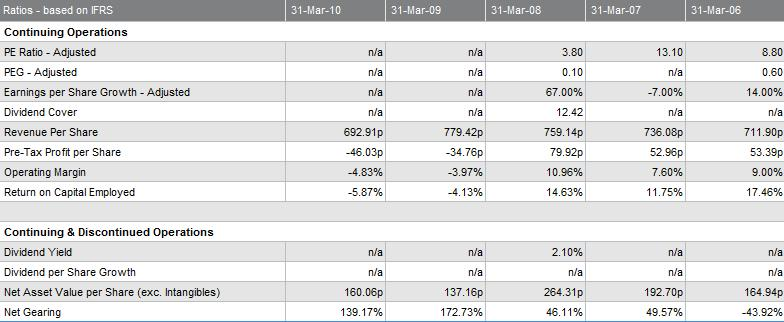 Ratios - based on IFRS 31-Mar-10 31-Mar-09 31-Mar-08 31-Mar-07 31-Mar-06
Continuing Operations
PE Ratio - Adjusted n/a n/a 3.80 13.10 8.80
PEG - Adjusted n/a n/a 0.10 n/a 0.60
Earnings per Share Growth - Adjusted n/a n/a 67.00% -7.00% 14.00%
Dividend Cover n/a n/a 12.42 n/a n/a
Revenue Per Share 692.91p 779.42p 759.14p 736.08p 711.90p
Pre-Tax Profit per Share -46.03p -34.76p 79.92p 52.96p 53.39p
Operating Margin -4.83% -3.97% 10.96% 7.60% 9.00%
Return on Capital Employed -5.87% -4.13% 14.63% 11.75% 17.46%
Continuing & Discontinued Operations
Dividend Yield n/a n/a 2.10% n/a n/a
Dividend per Share Growth n/a n/a n/a n/a n/a
Net Asset Value per Share (exc. Intangibles) 160.06p 137.16p 264.31p 192.70p 164.94p
Net Gearing 139.17% 172.73% 46.11% 49.57% -43.92%